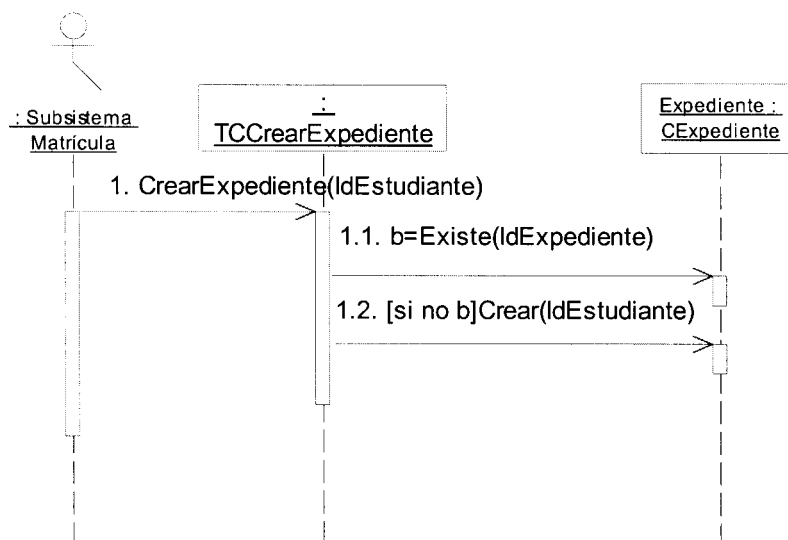 : Subsistema
Matrícula
:
TCCrearExpediente
Expediente :
CExpediente
1. CrearExpediente(IdEstudiante)
1.1. b=Existe(IdExpediente)
1.2. [si no b]Crear(IdEstudiante)